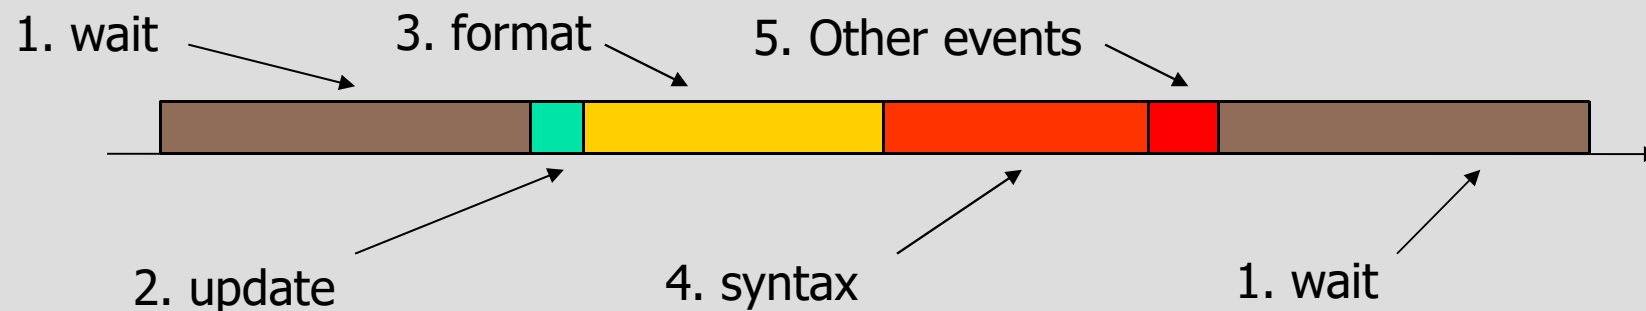 1. wait
3. format
5. Other events
2. update
4. syntax
1. wait